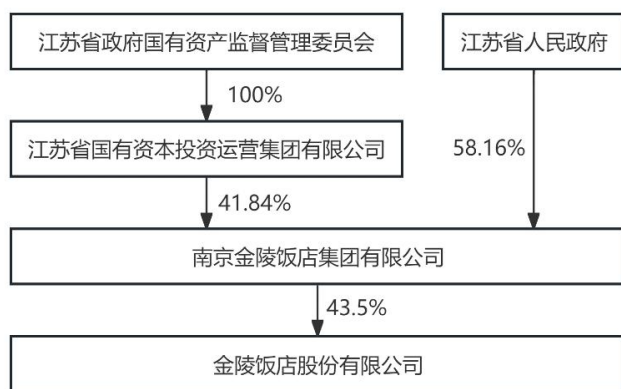 江苏省政府国有资产监督管理委员会
江苏省人民政府
100%
江苏省国有资本投资运营集团有限公司
58.16%
41.84%
南京金陵饭店集团有限公司
43.5%
金陵饭店股份有限公司